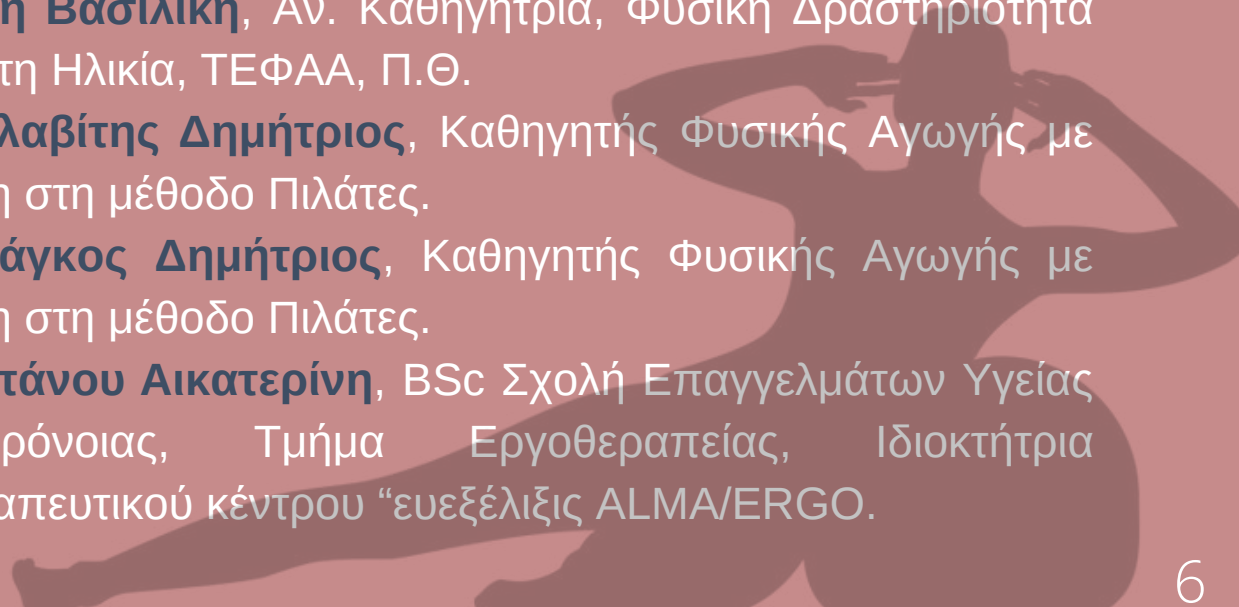 η Βασιλική, Αν. Καθηγήτρια, Φυσική Δραστηριότητα
τη Ηλικία, ΤΕΦΑΑ, Π.Θ.
λαβίτης Δημήτριος, Καθηγητής Φυσικής Αγωγής με
η στη μέθοδο Πιλάτες.
άγκος Δημήτριος, Καθηγητής Φυσικής Αγωγής με
η στη μέθοδο Πιλάτες.
τάνου Αικατερίνη, BSc Σχολή Επαγγελμάτων Υγείας
ρόνοιας, Τμήμα Εργοθεραπείας, Ιδιοκτήτρια
απευτικού κέντρου “ευεξέλιξις ALMA/ERGO.
6